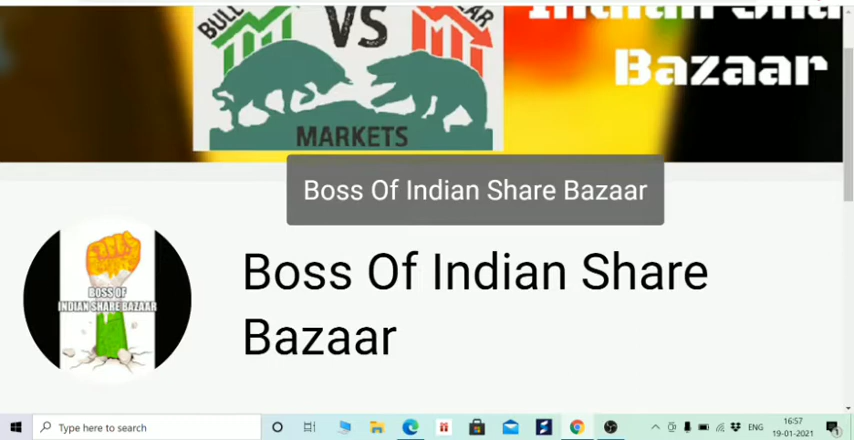 BULL
VS
MARKETS
Bazaar
Boss Of Indian Share Bazaar
BOSS OF
INDIAN SHARE BAZAAR
Boss Of Indian Share
Bazaar
Type here to search
ENG
16:57
19-01-2021
1